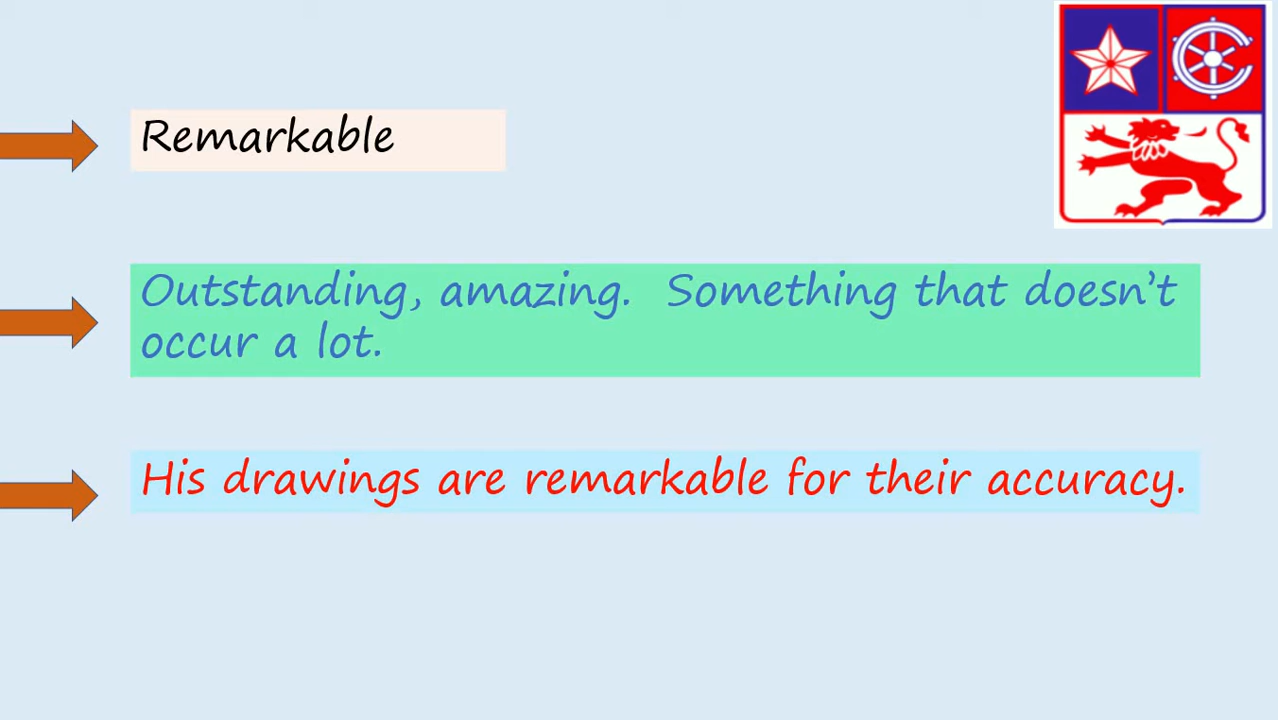 Remarkable
Outstanding, amazing.  Something that doesn't
occur a lot.
His drawings are remarkable for their accuracy.